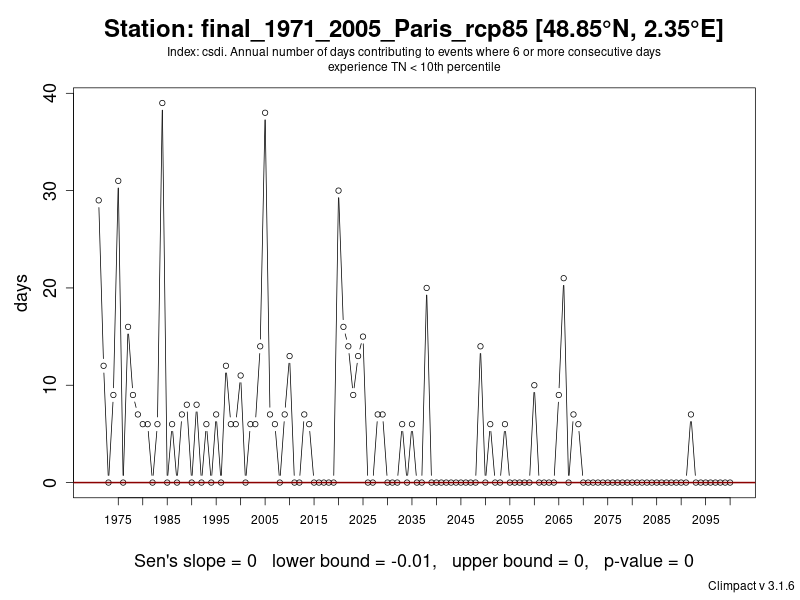 Station: final_1971_2005_Paris_rcp85 [48.85°N, 2.35°E]
Index: csdi. Annual number of days contributing to events where 6 or more consecutive days
experience TN < 10th percentile
40
30
20
10
0
days
1975 1985 1995 2005 2015 2025 2035 2045 2055 2065 2075 2085 2095
Sen's slope = 0 lower bound = -0.01, upper bound = 0, p-value = 0
Climpact v 3.1.6